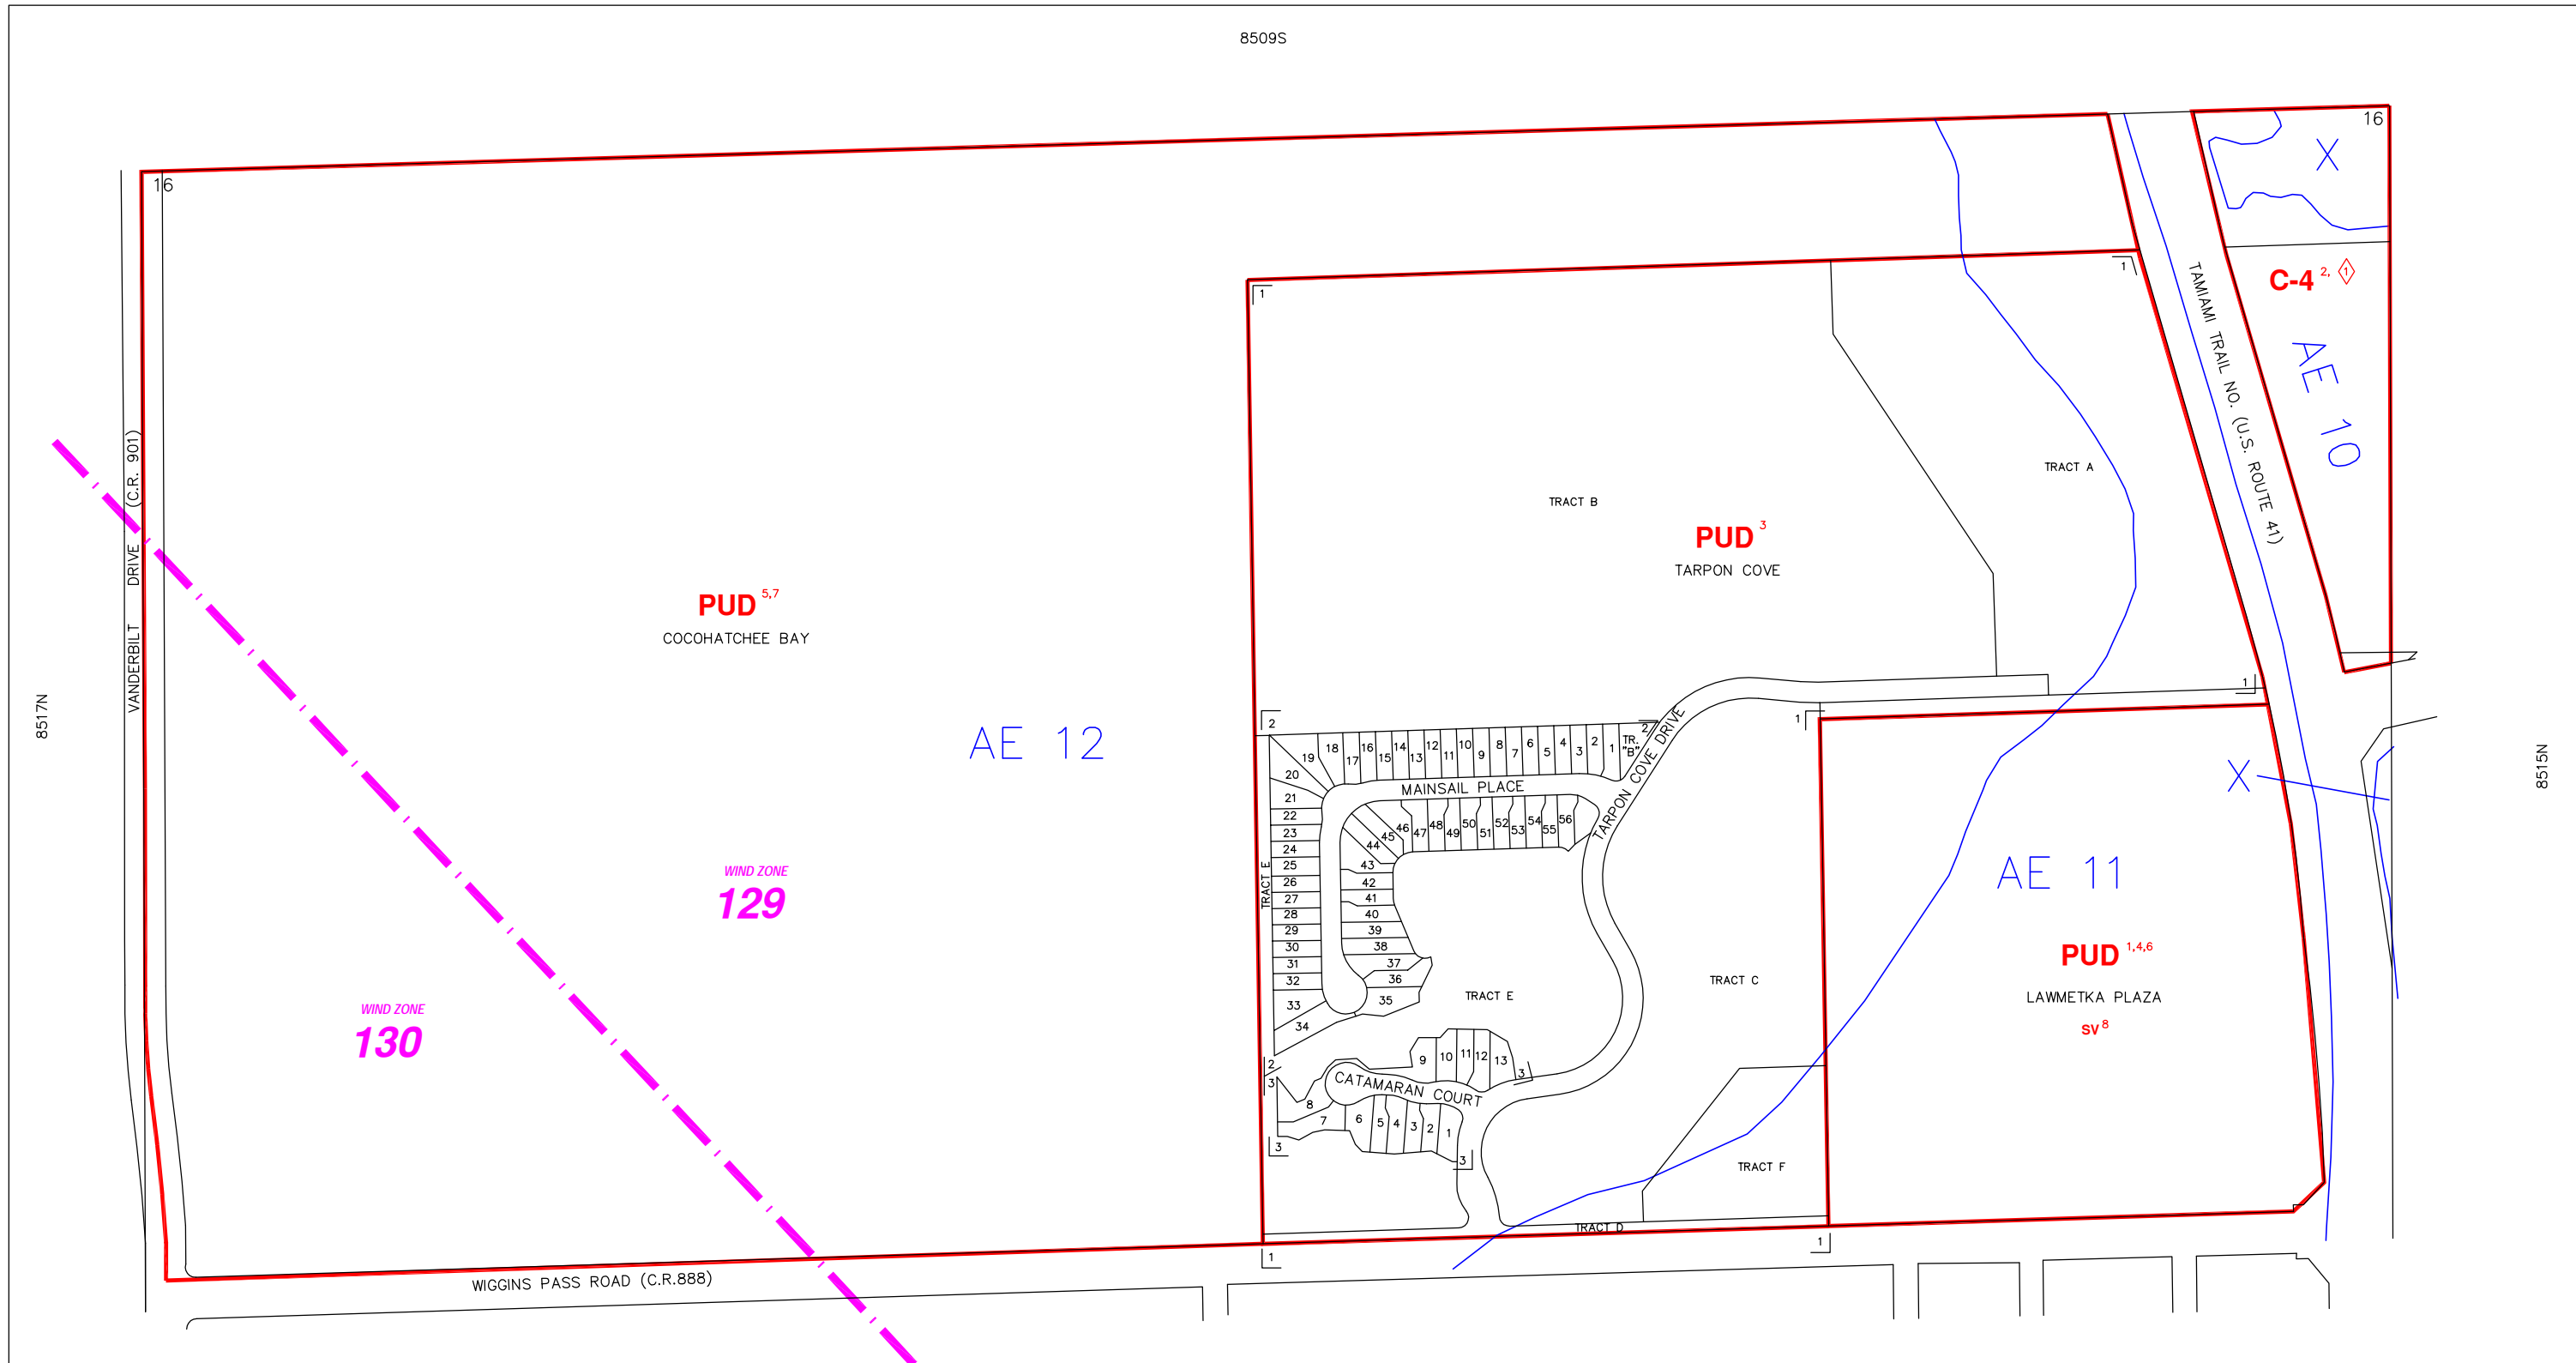 8509S
16
16
X
C-4 2, 1
AE 10
TAMIAMI TRAIL NO. (U.S. ROUTE 41)
1
1
TRACT A
TRACT B
PUD 3
TARPON COVE
VANDERBILT DRIVE (C.R. 901)
PUD 5,7
COCOHATCHEE BAY
8517N
8515N
AE 12
1
1
2
2
19
18
17
16
15
14
13
12
11
10
9
8
7
6
5
4
3
2
1
TR.
"B"
TARPON COVE DRIVE
MAINSAIL PLACE
20
21
22
23
24
25
26
27
28
29
30
31
32
33
34
TRACT E
46
47
48
49
50
51
52
53
54
55
56
45
44
43
42
41
40
39
38
37
36
35
X
AE 11
PUD 1,4,6
LAWMETKA PLAZA
SV 8
WIND ZONE
129
WIND ZONE
130
TRACT E
TRACT C
2
3
9
10
11
12
13
3
CATAMARAN COURT
8
7
6
5
4
3
2
1
3
3
TRACT F
TRACT D
1
1
WIGGINS PASS ROAD (C.R.888)